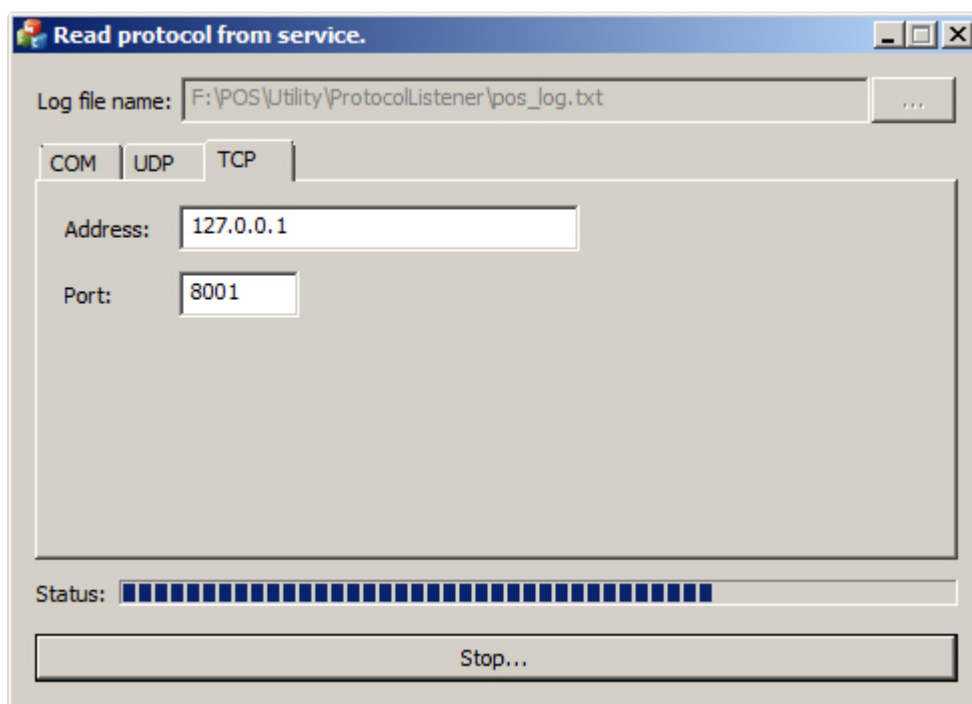 Read protocol from service.
Log file name: F:\POS\Utility\ProtocolListener\pos_log.txt ...
COM UDP TCP
Address: 127.0.0.1
Port: 8001
Status:
Stop...